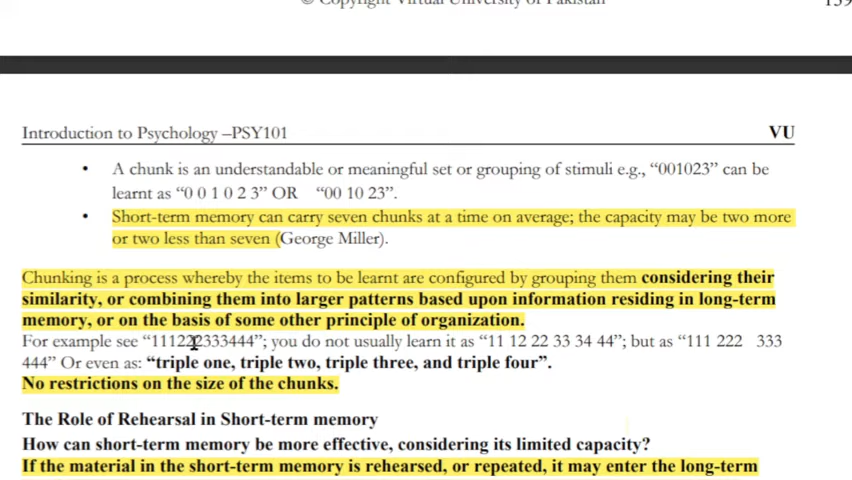 © Copyright Virtual University of Pakistan 139
Introduction to Psychology –PSY101 VU
• A chunk is an understandable or meaningful set or grouping of stimuli e.g., “001023” can be
learnt as “0 0 1 0 2 3” OR “00 10 23”.
• Short-term memory can carry seven chunks at a time on average; the capacity may be two more
or two less than seven (George Miller).
Chunking is a process whereby the items to be learnt are configured by grouping them considering their
similarity, or combining them into larger patterns based upon information residing in long-term
memory, or on the basis of some other principle of organization.
For example see “111222333444”; you do not usually learn it as “11 12 22 33 34 44”; but as “111 222 333
444” Or even as: “triple one, triple two, triple three, and triple four”.
No restrictions on the size of the chunks.
The Role of Rehearsal in Short-term memory
How can short-term memory be more effective, considering its limited capacity?
If the material in the short-term memory is rehearsed, or repeated, it may enter the long-term